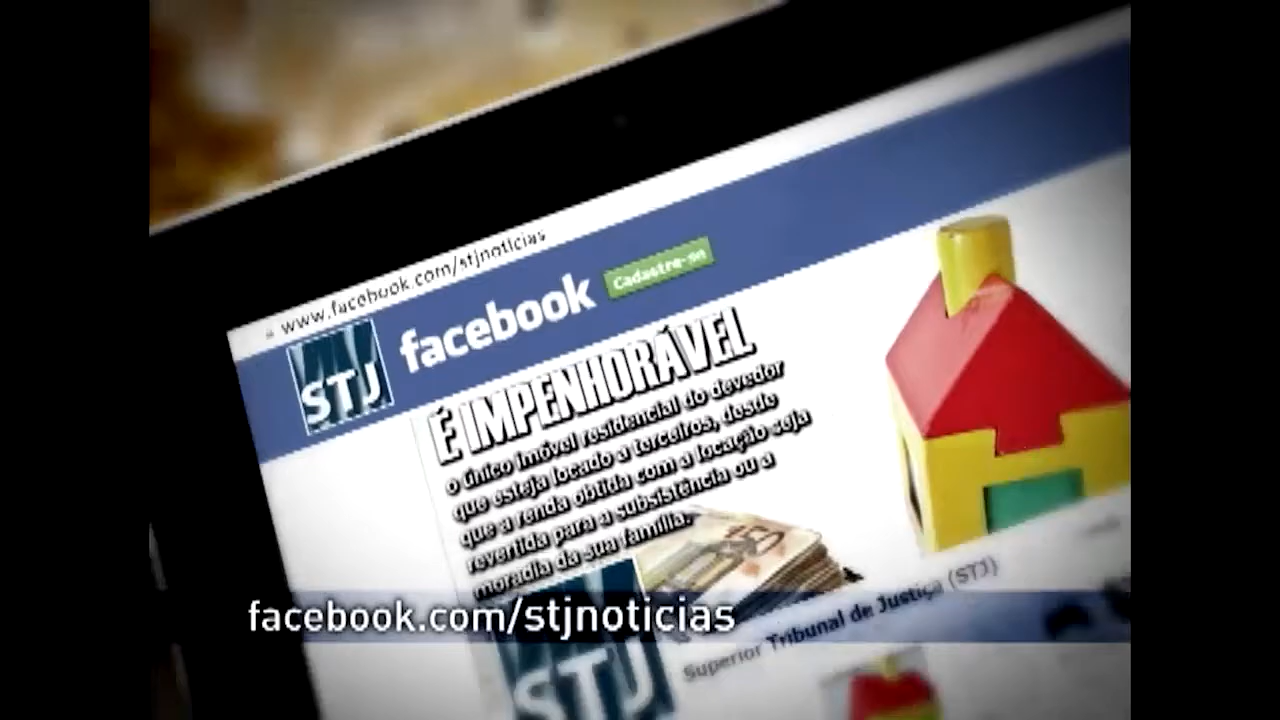 www.facebook.com/stjnoticias
STJ
facebook
Cadastre-se
É IMPENHORÁVEL
o único imóvel residencial do devedor
que esteja locado a terceiros, desde
que a renda obtida com a locação seja
revertida para a subsistência ou a
moradia da sua família.
50
Superior Tribunal de Justiça (STJ)
STJ
facebook.com/stjnoticias